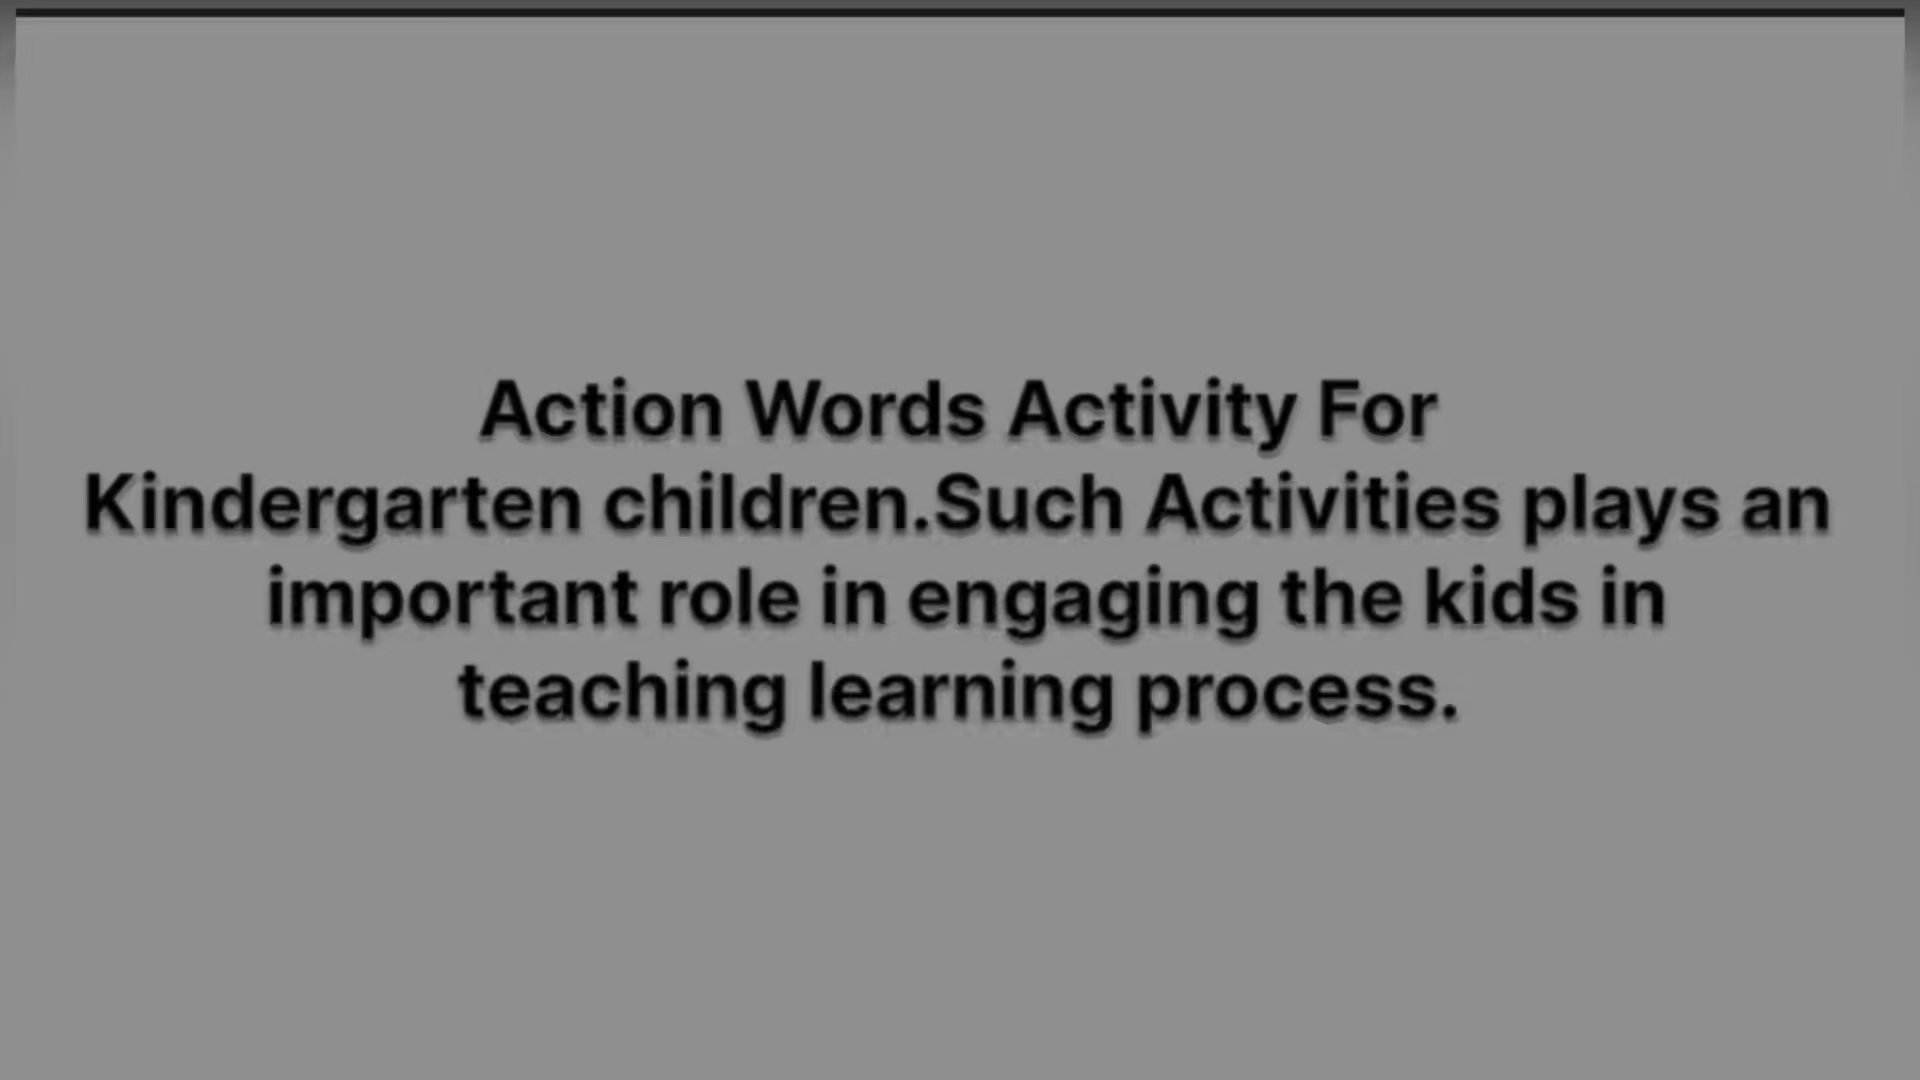 Action Words Activity For
Kindergarten children.Such Activities plays an
important role in engaging the kids in
teaching learning process.